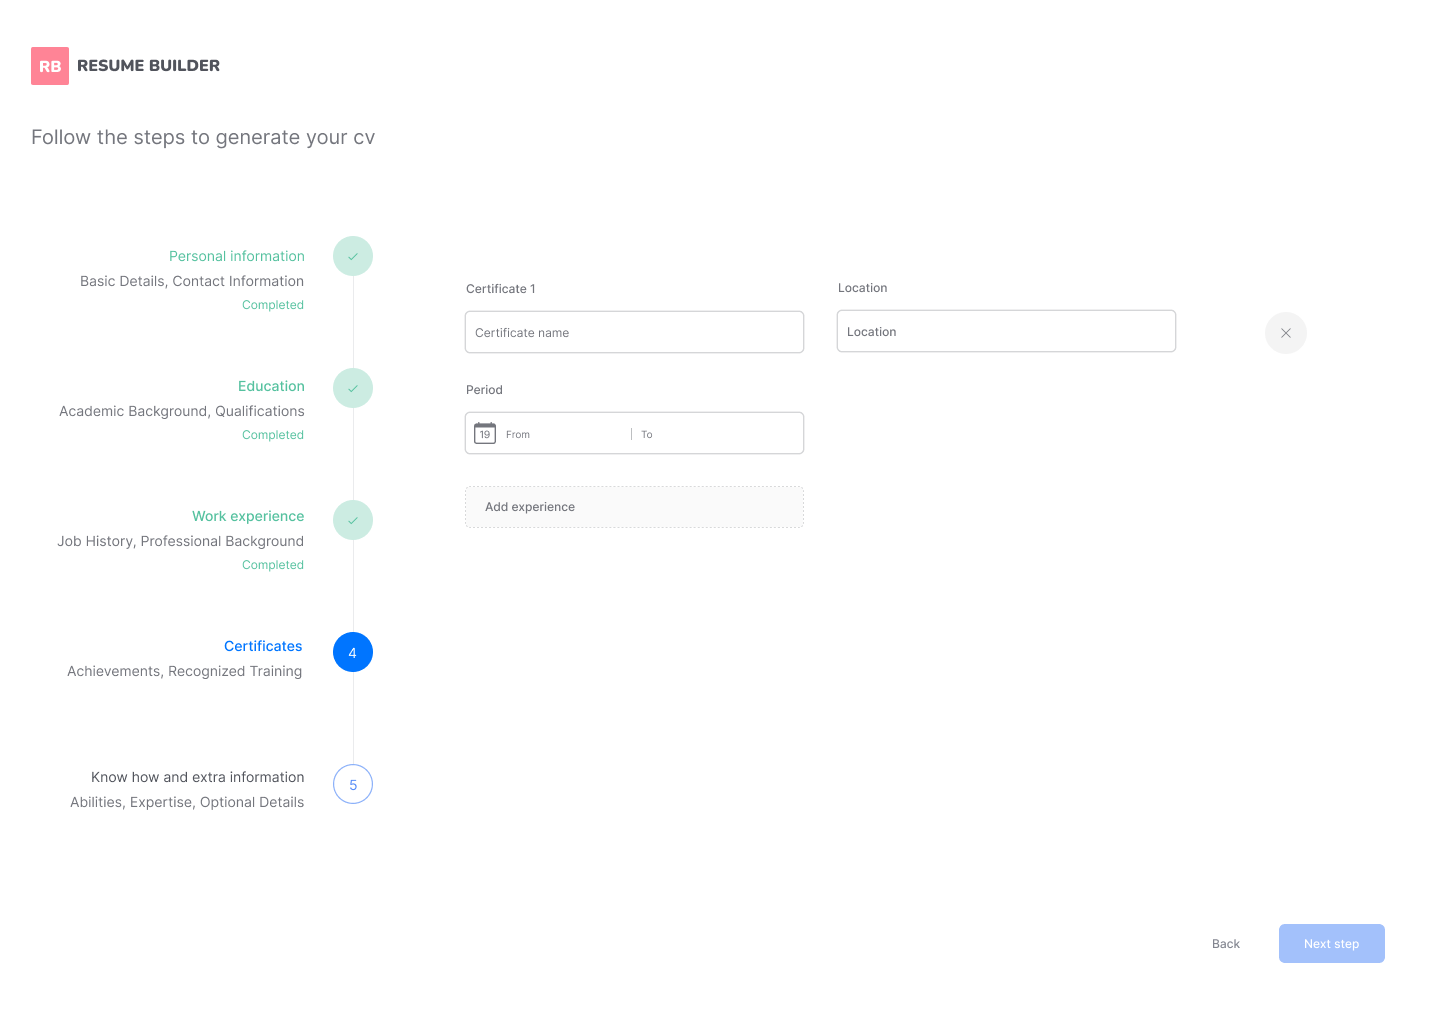 RB RESUME BUILDER
Follow the steps to generate your cv
Personal information
Basic Details, Contact Information
Completed
Education
Academic Background, Qualifications
Completed
Work experience
Job History, Professional Background
Completed
Certificates
4
Achievements, Recognized Training
Know how and extra information
5
Abilities, Expertise, Optional Details
Certificate 1
Location
Certificate name
Location
Period
19 From To
Add experience
Back
Next step